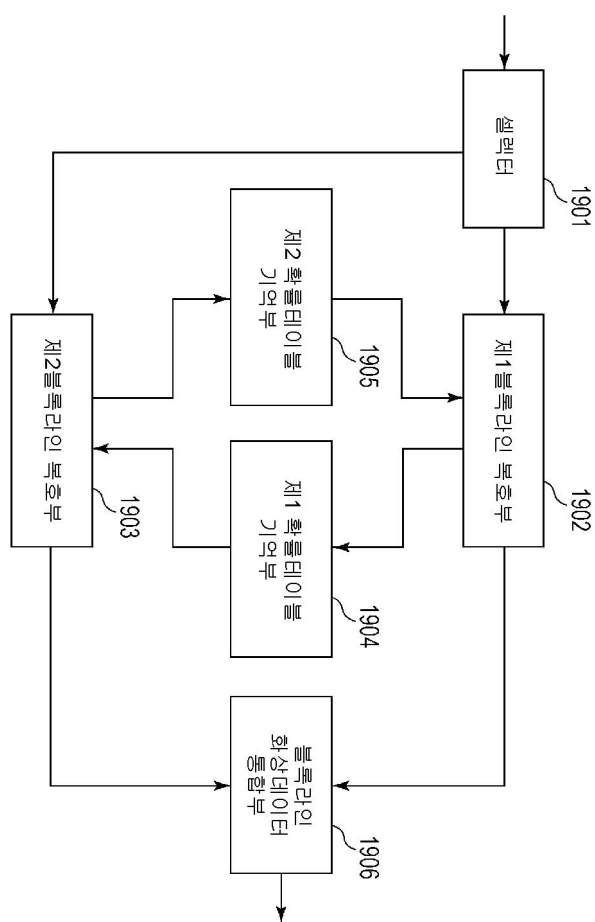 셀렉터
1901
제1블록라인 복호부
1902
제2 확률테이블
기억부
1905
제1 확률테이블
기억부
1904
제2블록라인 복호부
1903
블록라인
화상데이터
통합부
1906